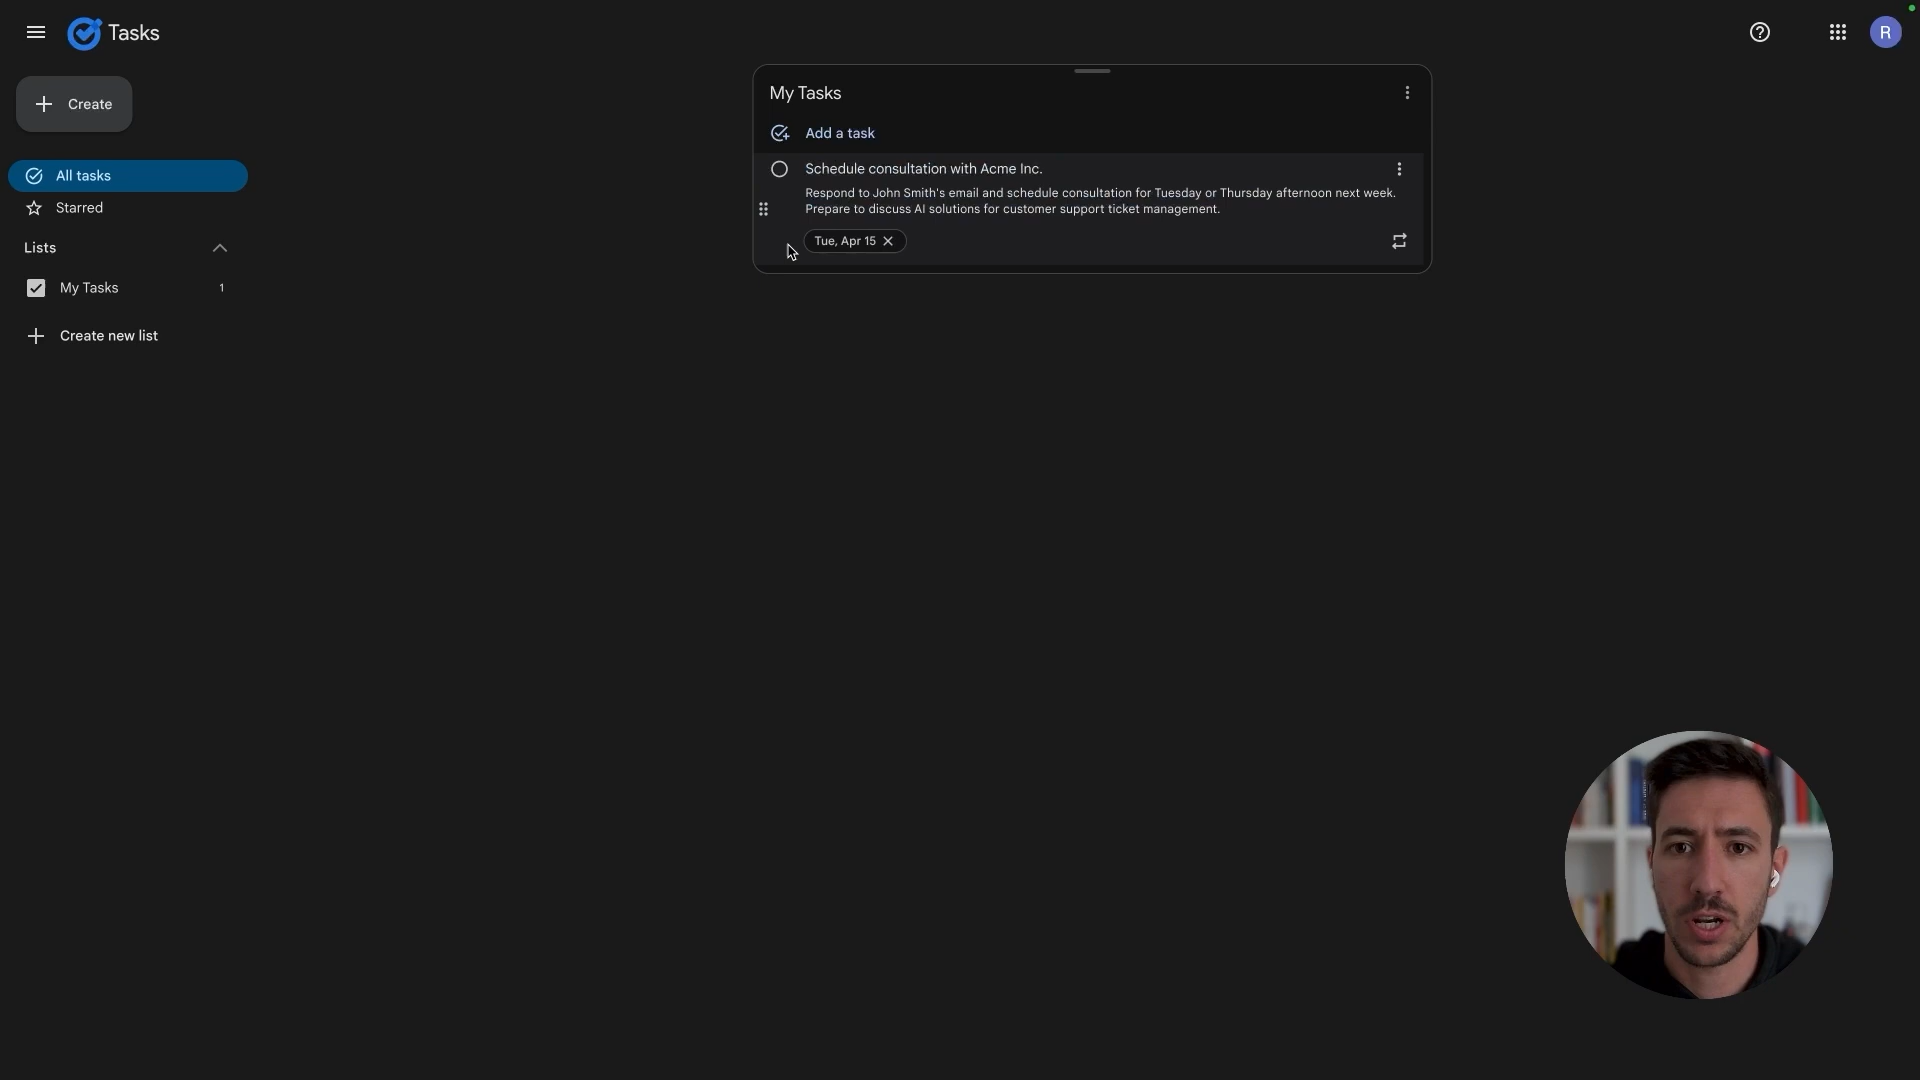 Tasks
R
Create
All tasks
Starred
Lists
My Tasks
1
Create new list
My Tasks
Add a task
Schedule consultation with Acme Inc.
Respond to John Smith's email and schedule consultation for Tuesday or Thursday afternoon next week.
Prepare to discuss AI solutions for customer support ticket management.
Tue, Apr 15